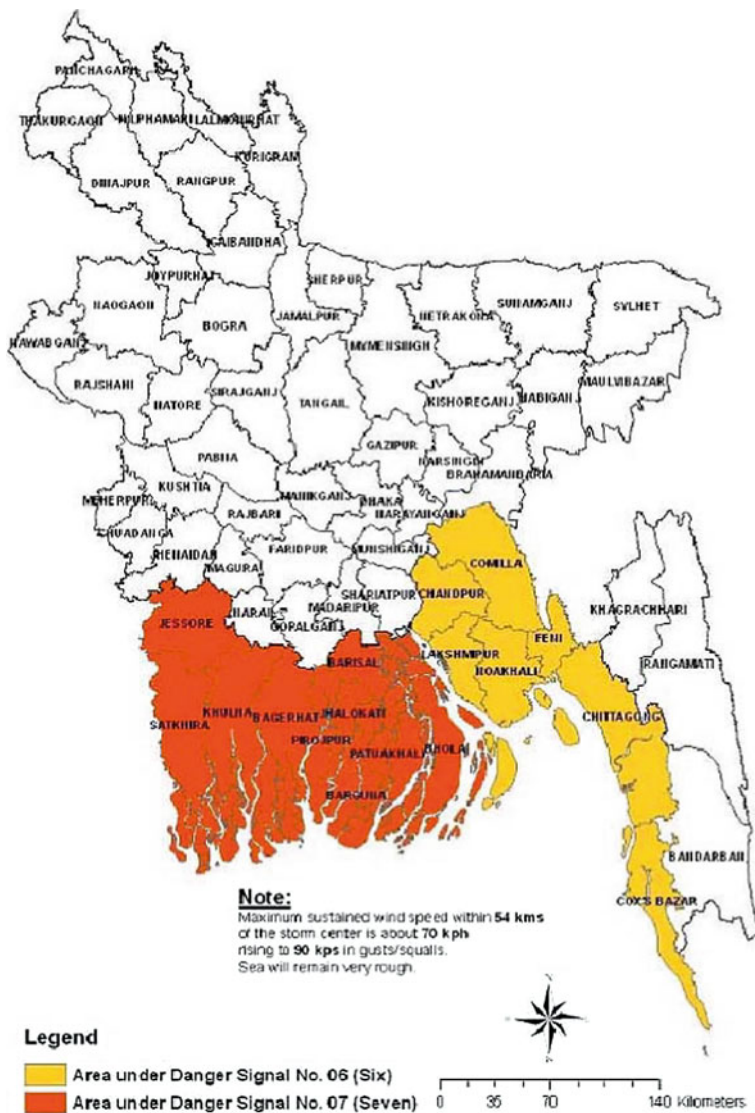 PANCHAGARH
THAKURGAON
NILPHAMARI
LALMONIRHAT
KURIGRAM
DINAJPUR
RANGPUR
GAIBANDHA
JOYPURHAT
SHERPUR
NAOGAON
BOGRA
JAMALPUR
NETRAKONA
SUNAMGANJ
SYLHET
NAWABGANJ
MYMENSINGH
RAJSHAHI
NATORE
SIRAJGANJ
TANGAIL
KISHOREGANJ
HABIGANJ
MAULVIBAZAR
PABNA
GAZIPUR
NARSINGDI
BRAHAMANBARIA
KUSHTIA
MEHERPUR
MANIKGANJ
DHAKA
NARAYANGANJ
RAJBARI
CHUADANGA
JHENAIDAH
FARIDPUR
MUNSHIGANJ
COMILLA
MAGURA
SHARIATPUR
CHANDPUR
KHAGRACHHARI
NARAIL
MADARIPUR
GOPALGANJ
JESSORE
FENI
LAKSHMIPUR
NOAKHALI
RANGAMATI
BARISAL
SATKHIRA
KHULNA
BAGERHAT
JHALOKATI
CHITTAGONG
PIROJPUR
PATUAKHALI
BHOLA
BARGUNA
BANDARBAN
COX'S BAZAR
Note:
Maximum sustained wind speed within 54 kms
of the storm center is about 70 kph
rising to 90 kps in gusts/squalls.
Sea will remain very rough.
Legend
Area under Danger Signal No. 06 (Six)
Area under Danger Signal No. 07 (Seven)
0 35 70 140 Kilometers